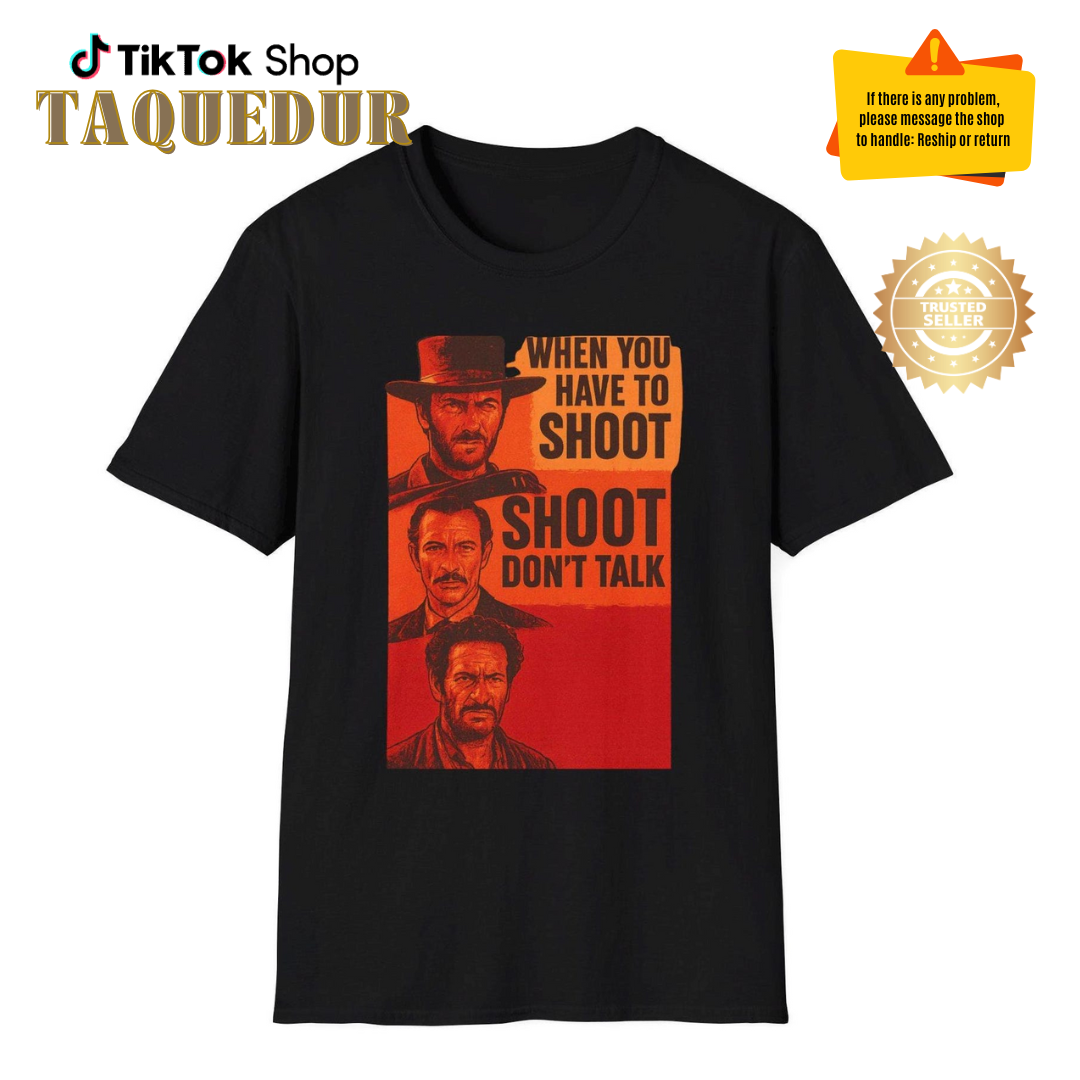 TikTok Shop
TAQUEDUR
If there is any problem,
please message the shop
to handle: Reship or return
TRUSTED
SELLER
WHEN YOU
HAVE TO
SHOOT
SHOOT
DON'T TALK